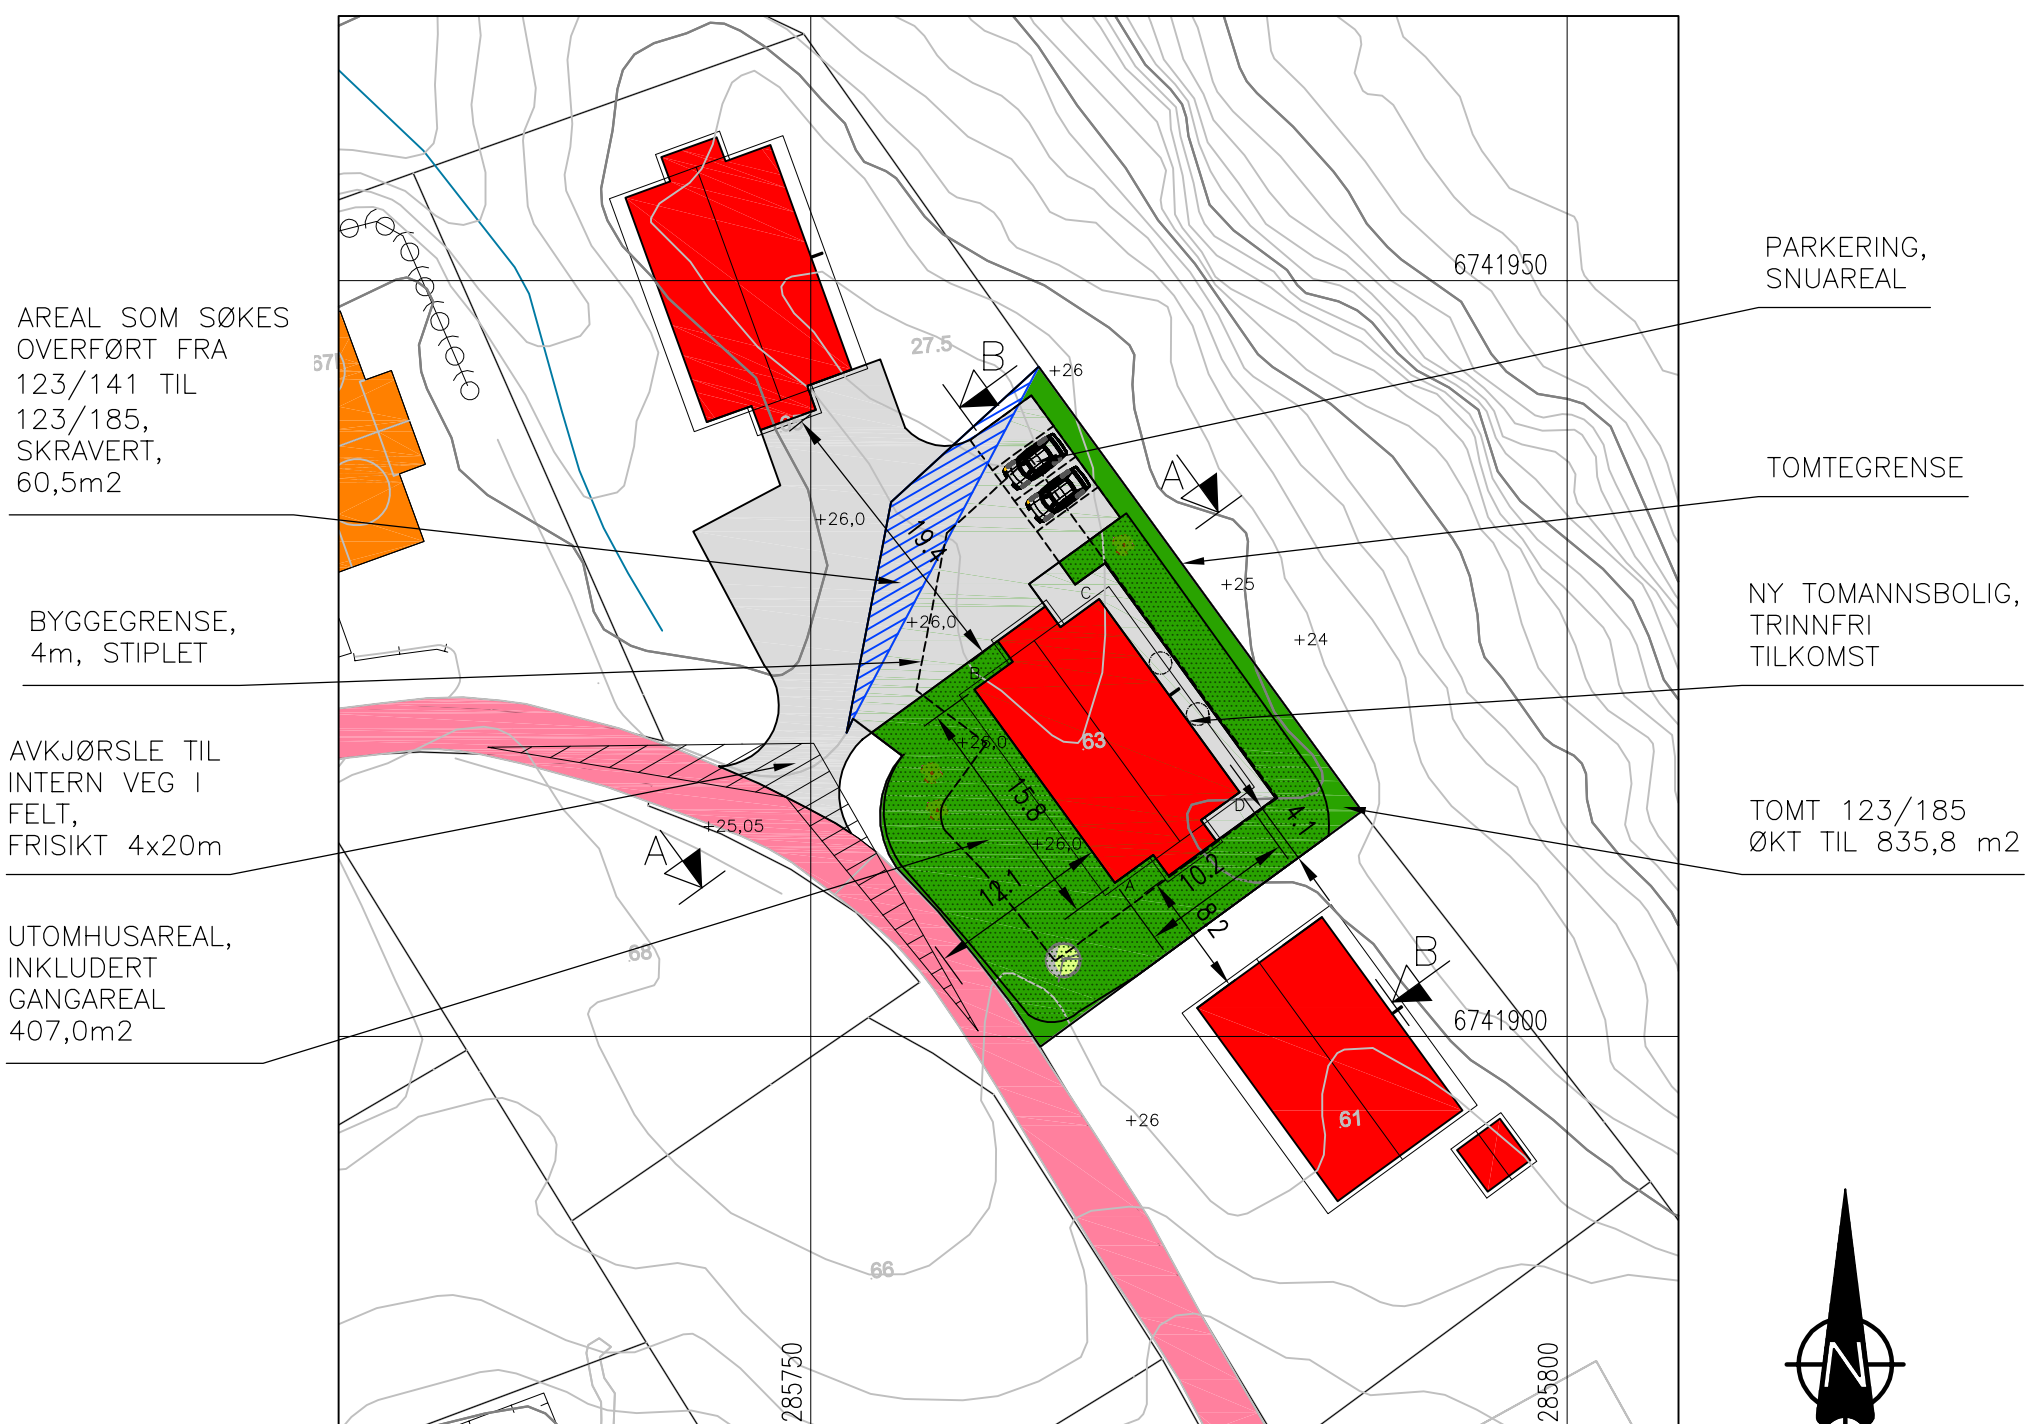 AREAL SOM SØKES
OVERFØRT FRA
123/141 TIL
123/185,
SKRAVERT,
60,5m2
BYGGEGRENSE,
4m, STIPLET
AVKJØRSLE TIL
INTERN VEG I
FELT,
FRISIKT 4x20m
UTOMHUSAREAL,
INKLUDERT
GANGAREAL
407,0m2
PARKERING,
SNUAREAL
TOMTEGRENSE
NY TOMANNSBOLIG,
TRINNFRI
TILKOMST
TOMT 123/185
ØKT TIL 835,8 m2
6741950
6741900
285750
285800
67
27.5
B
+26
A
+26,0
19.4
+25
C
+26,0
+24
B
+26,0
63
15.8
D
4.1
+25,05
+26,0
A
12.1
A
10.2
8.2
68
B
+26
61
66
N